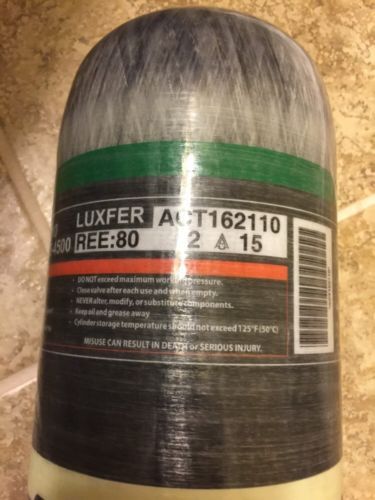 LUXFER ACT162110
4500 REE:80 2 15
• DO NOT exceed maximum working pressure.
• Close valve after each use and when empty.
• NEVER alter, modify, or substitute components.
• Keep oil and grease away
• Cylinder storage temperature should not exceed 125°F (50°C)
MISUSE CAN RESULT IN DEATH or SERIOUS INJURY.